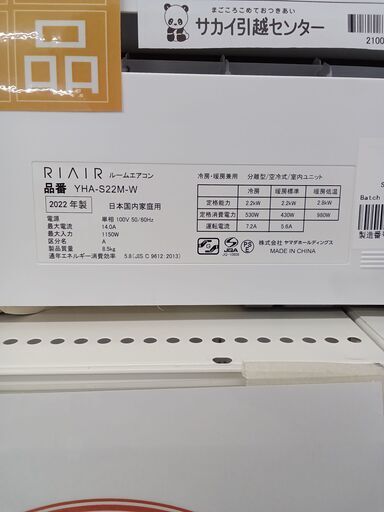 品
まごころこめておつきあい
サカイ引越センター
2100
RIAIR ルームエアコン
品番 YHA-S22M-W
2022年製 日本国内家庭用
電源 単相 100V 50/60Hz
最大電流 14.0A
最大入力 1150W
区分名 A
製品質量 8.5kg
通年エネルギー消費効率 5.8(JIS C 9612:2013)
冷房・暖房兼用 分離型/空冷式/室内ユニット
冷房 暖房標準 暖房低温
定格能力 2.2kW 2.2kW 2.8kW
定格消費電力 530W 430W 980W
運転電流 7.2A 5.6A
PSE
JQA
株式会社 ヤマダホールディングス
MADE IN CHINA
S
Batch
製造番号